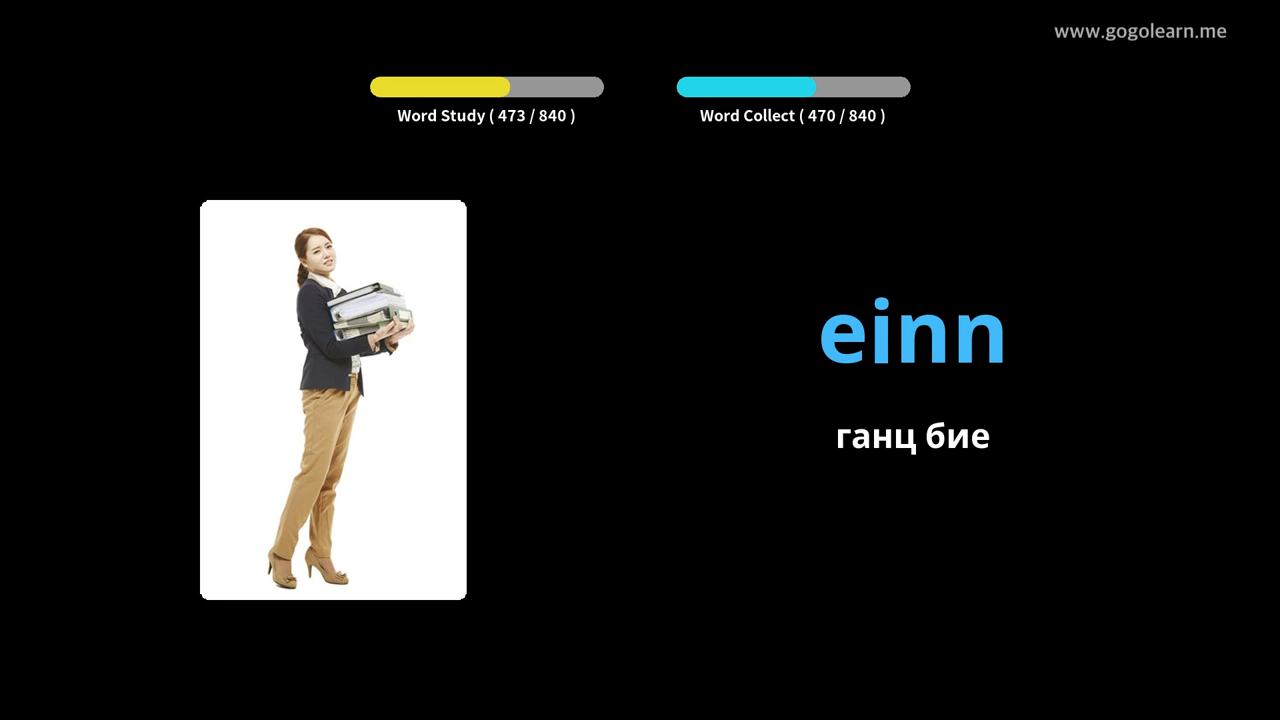 www.gogolearn.me
Word Study ( 473 / 840 )
Word Collect ( 470 / 840 )
einn
ганц бие